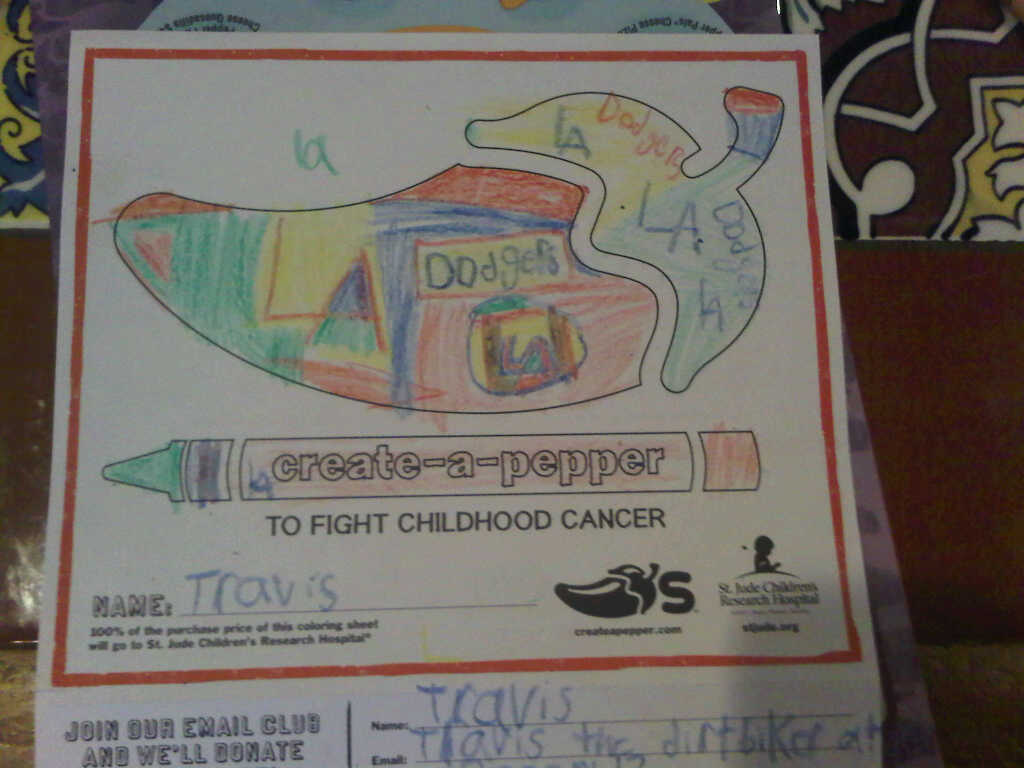 la
LA
Dodgers
LA
Dodgers
LA
LA
Dodgers
LA
LA
create-a-pepper
TO FIGHT CHILDHOOD CANCER
NAME: Travis
100% of the purchase price of this coloring sheet
will go to St. Jude Children's Research Hospital®
's
createapepper.com
St. Jude Children's
Research Hospital
stjude.org
JOIN OUR EMAIL CLUB
AND WE'LL DONATE
Name: Travis
Email: Travis the dirtbiker at